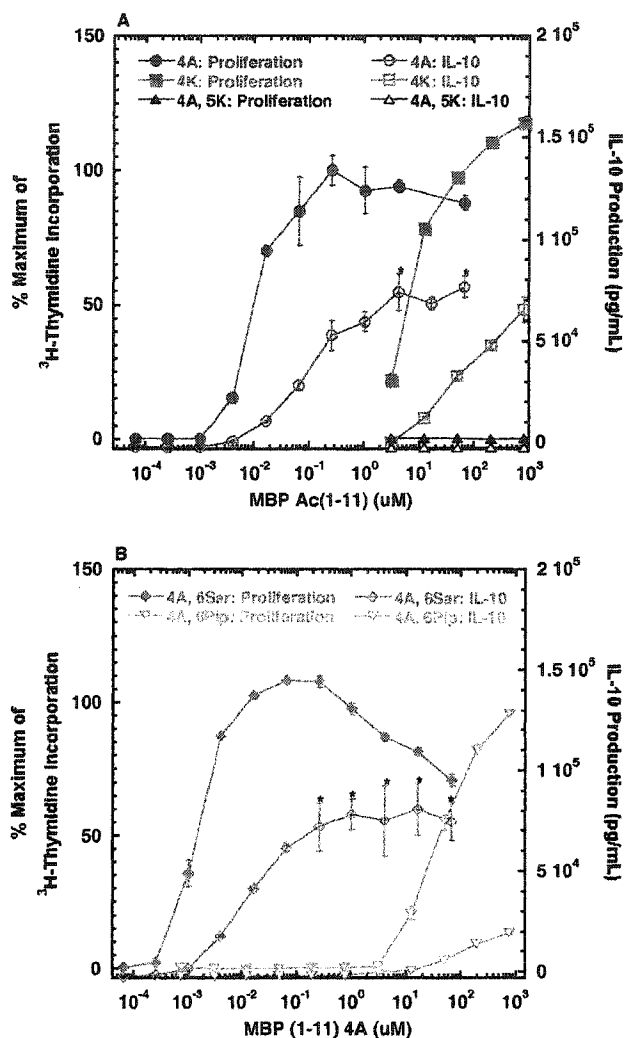 A
150
100
50
0
% Maximum of
³H-Thymidine Incorporation
4A: Proliferation
4K: Proliferation
4A, 5K: Proliferation
4A: IL-10
4K: IL-10
4A, 5K: IL-10
2 10⁵
1.5 10⁵
1 10⁵
5 10⁴
0
IL-10 Production (pg/mL)
*
*
10⁻⁴ 10⁻³ 10⁻² 10⁻¹ 10⁰ 10¹ 10² 10³
MBP Ac(1-11) (uM)
B
150
100
50
0
% Maximum of
³H-Thymidine Incorporation
4A, 6Sar: Proliferation
4A, 6Pip: Proliferation
4A, 6Sar: IL-10
4A, 6Pip: IL-10
2 10⁵
1.5 10⁵
1 10⁵
5 10⁴
0
IL-10 Production (pg/mL)
* * * * *
10⁻⁴ 10⁻³ 10⁻² 10⁻¹ 10⁰ 10¹ 10² 10³
MBP (1-11) 4A (uM)